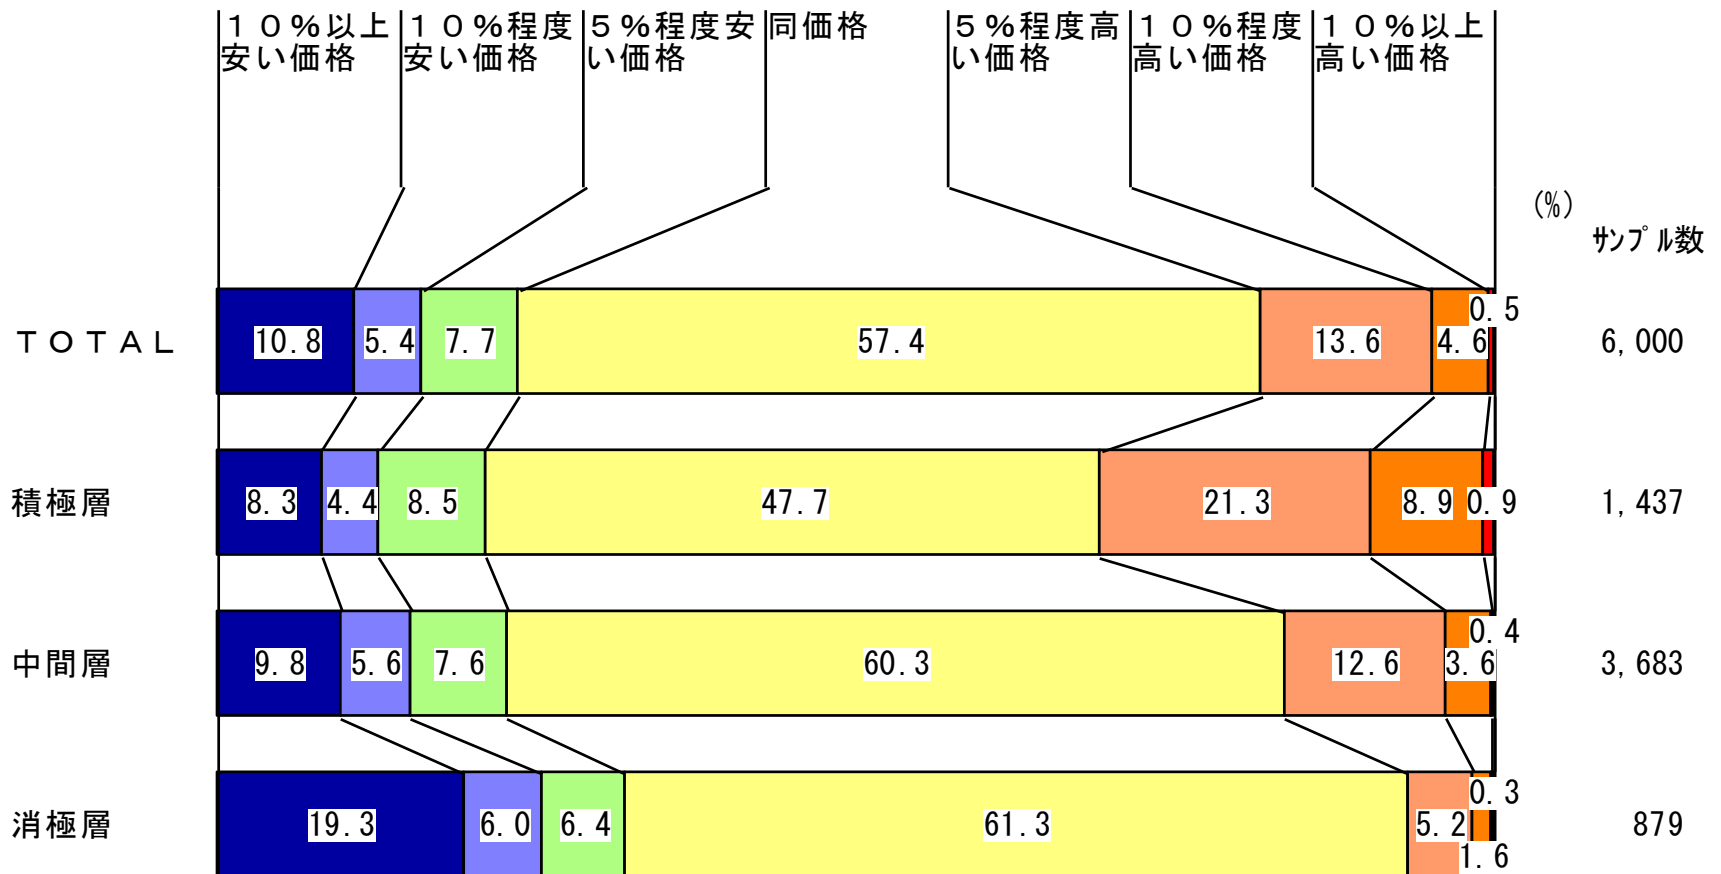 １０％以上
安い価格
１０％程度
安い価格
５％程度安
い価格
同価格
５％程度高
い価格
１０％程度
高い価格
１０％以上
高い価格
(%)
ｻﾝﾌﾟﾙ数
ＴＯＴＡＬ 10.8 5.4 7.7 57.4 13.6 4.6 0.5 6,000
積極層 8.3 4.4 8.5 47.7 21.3 8.9 0.9 1,437
中間層 9.8 5.6 7.6 60.3 12.6 3.6 0.4 3,683
消極層 19.3 6.0 6.4 61.3 5.2 1.6 0.3 879